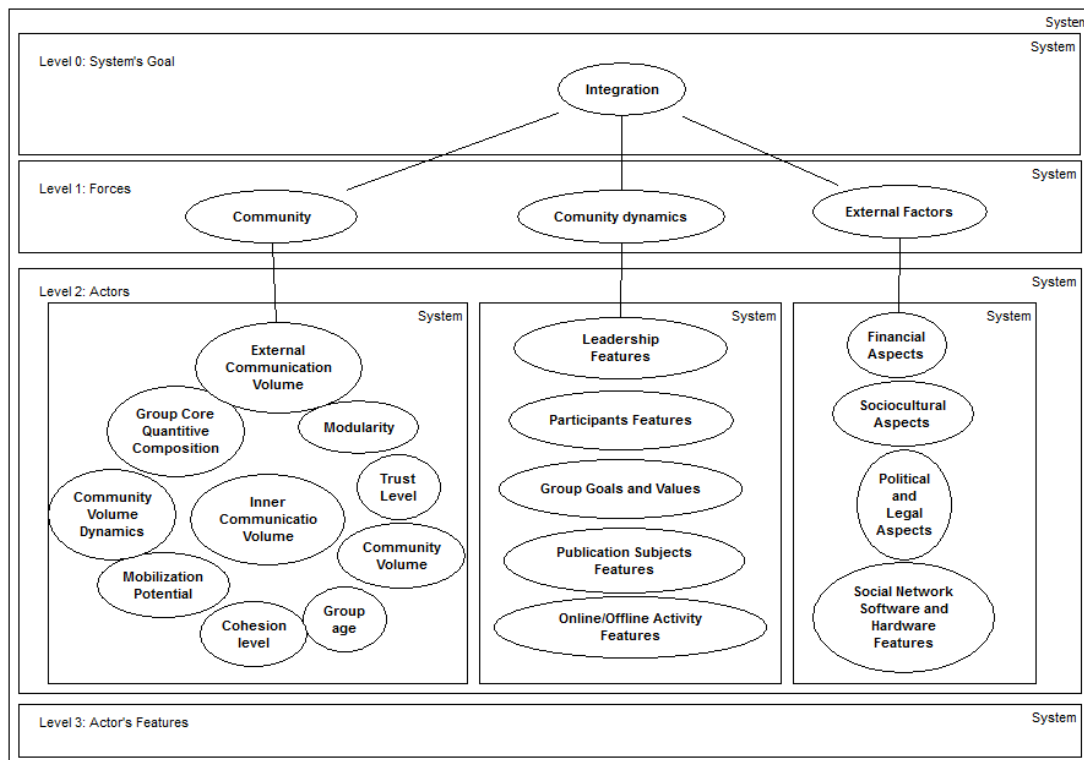 System
System
Level 0: System's Goal
Integration
System
Level 1: Forces
Community
Comunity dynamics
External Factors
System
Level 2: Actors
System
External
Communication
Volume
Group Core
Quantitive
Composition
Modularity
Trust
Level
Community
Volume
Dynamics
Inner
Communicatio
Volume
Community
Volume
Mobilization
Potential
Group
age
Cohesion
level
System
Leadership
Features
Participants Features
Group Goals and Values
Publication Subjects
Features
Online/Offline Activity
Features
System
Financial
Aspects
Sociocultural
Aspects
Political
and
Legal
Aspects
Social Network
Software and
Hardware
Features
System
Level 3: Actor's Features